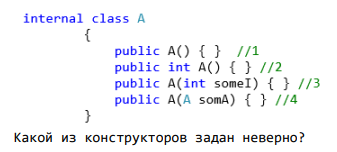 internal class A
{
public A() { } //1
public int A() { } //2
public A(int someI) { } //3
public A(A somA) { } //4
}
Какой из конструкторов задан неверно?